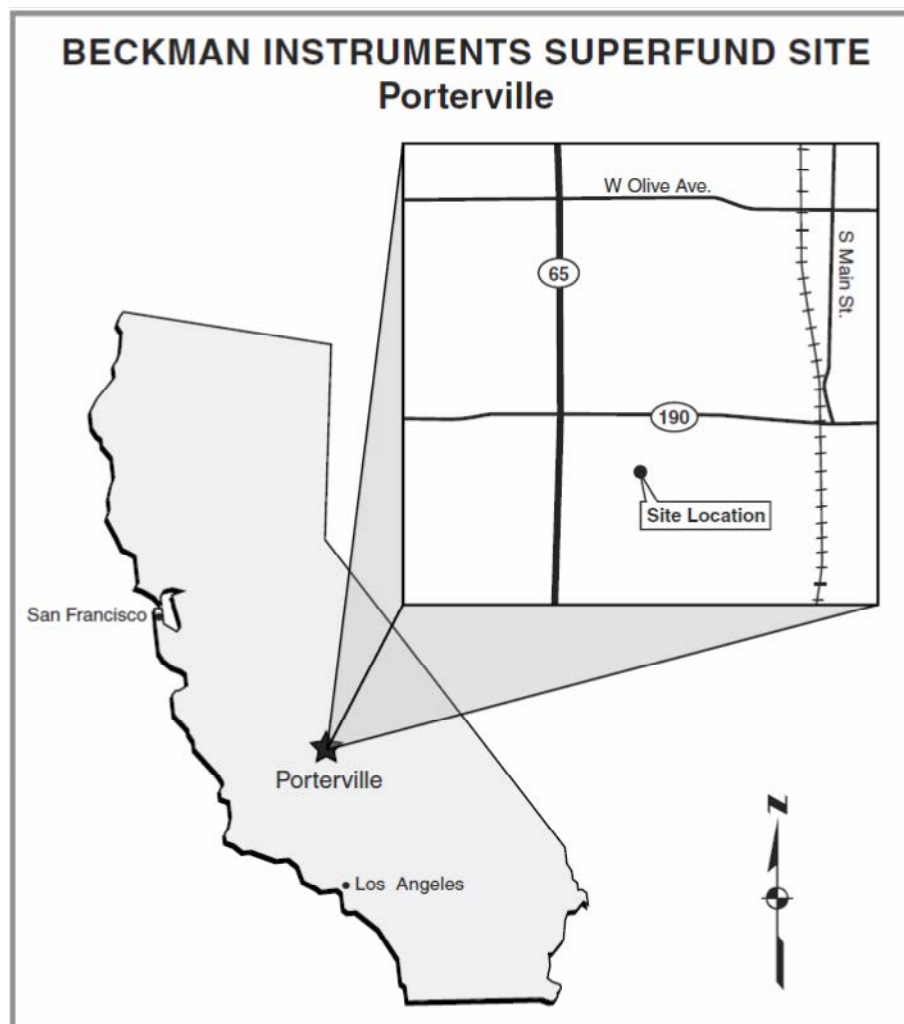 BECKMAN INSTRUMENTS SUPERFUND SITE
Porterville
W Olive Ave.
65
S Main St.
190
Site Location
San Francisco
Porterville
Los Angeles
N